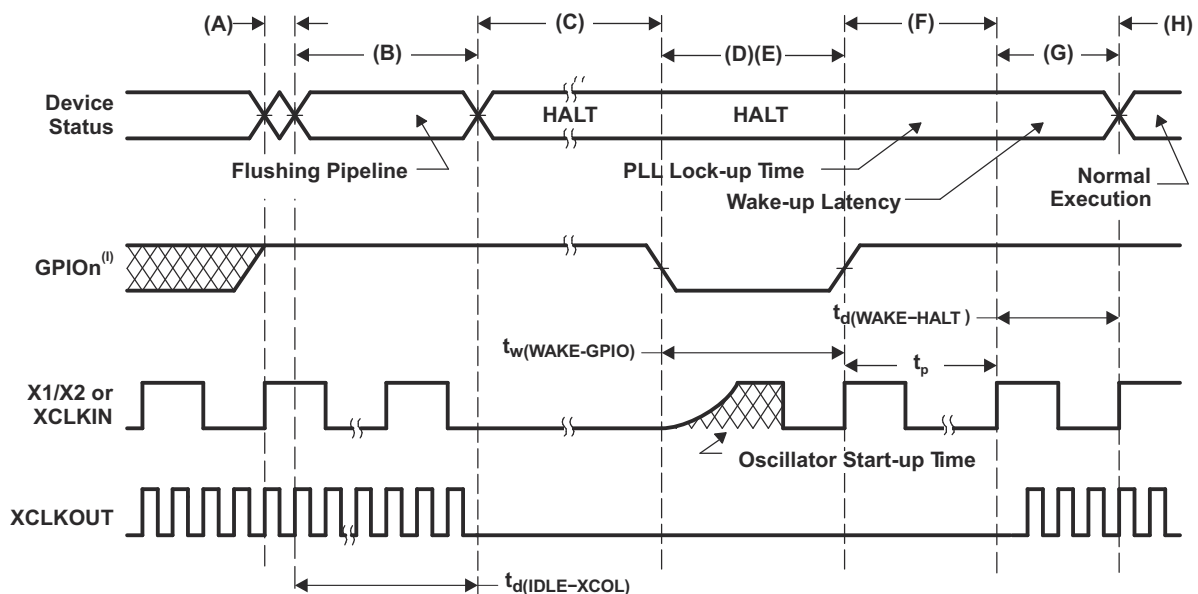 (A)
(B)
(C)
(D)(E)
(F)
(G)
(H)
Device
Status
HALT
HALT
Flushing Pipeline
PLL Lock-up Time
Wake-up Latency
Normal
Execution
GPIOn(I)
td(WAKE−HALT )
tw(WAKE-GPIO)
tp
X1/X2 or
XCLKIN
Oscillator Start-up Time
XCLKOUT
td(IDLE−XCOL)